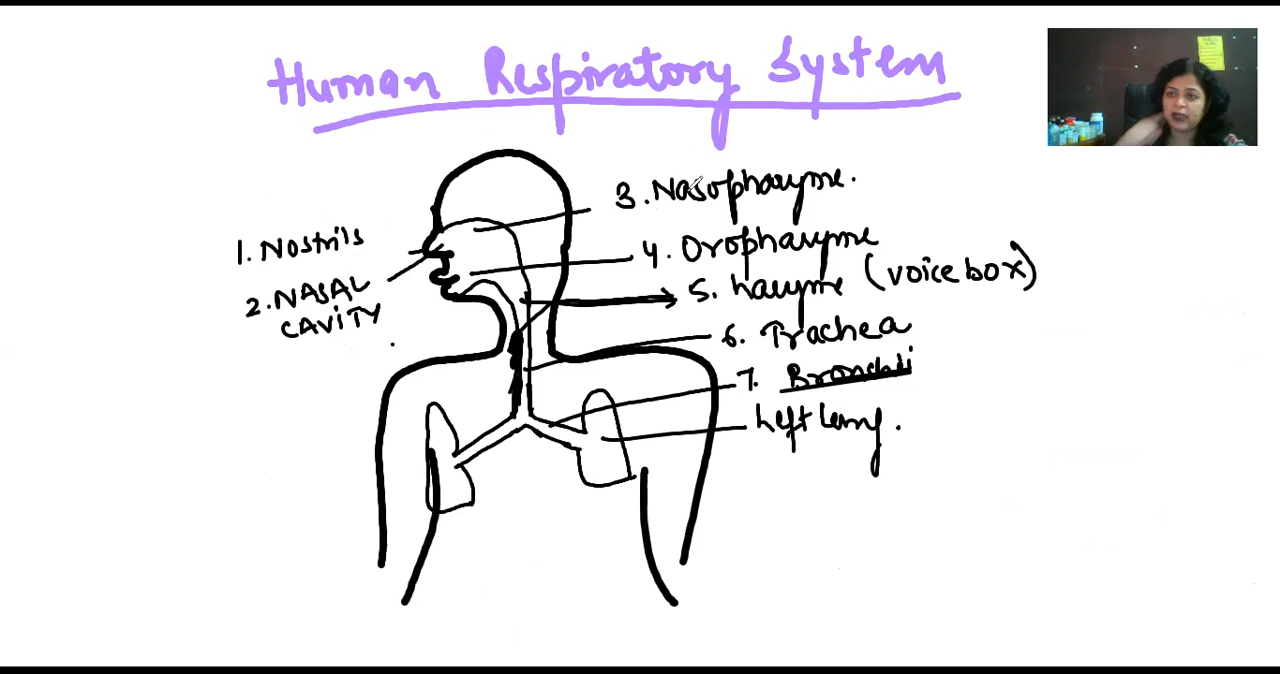 Human Respiratory System
3. Nasopharynx.
1. Nostrils
4. Oropharynx
2. NASAL
CAVITY
5. Larynx (voice box)
6. Trachea
7. Bronchii
Left lung.